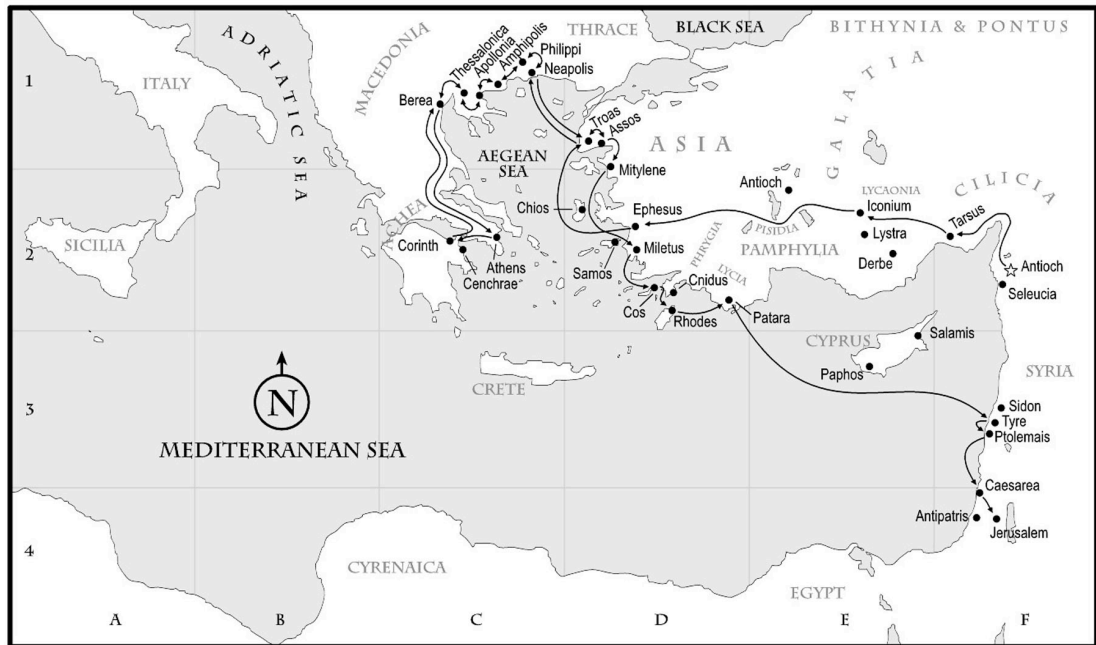 THRACE
BLACK SEA
BITHYNIA & PONTUS
ADRIATIC SEA
MACEDONIA
Thessalonica
Apollonia
Amphipolis
Philippi
Neapolis
GALATIA
1
ITALY
Berea
Troas
Assos
ASIA
AEGEAN
SEA
Mitylene
Antioch
LYCAONIA
CILICIA
Chios
Iconium
Tarsus
ACHEA
Ephesus
PISIDIA
Lystra
SICILIA
Corinth
Miletus
PHRYGIA
PAMPHYLIA
2
Athens
Samos
Derbe
Cenchrae
LYCIA
Antioch
Cnidus
Seleucia
Cos
Rhodes
Patara
CYPRUS
Salamis
N
CRETE
Paphos
SYRIA
3
Sidon
Tyre
Ptolemais
MEDITERRANEAN SEA
Caesarea
Antipatris
Jerusalem
4
CYRENAICA
EGYPT
A
B
C
D
E
F